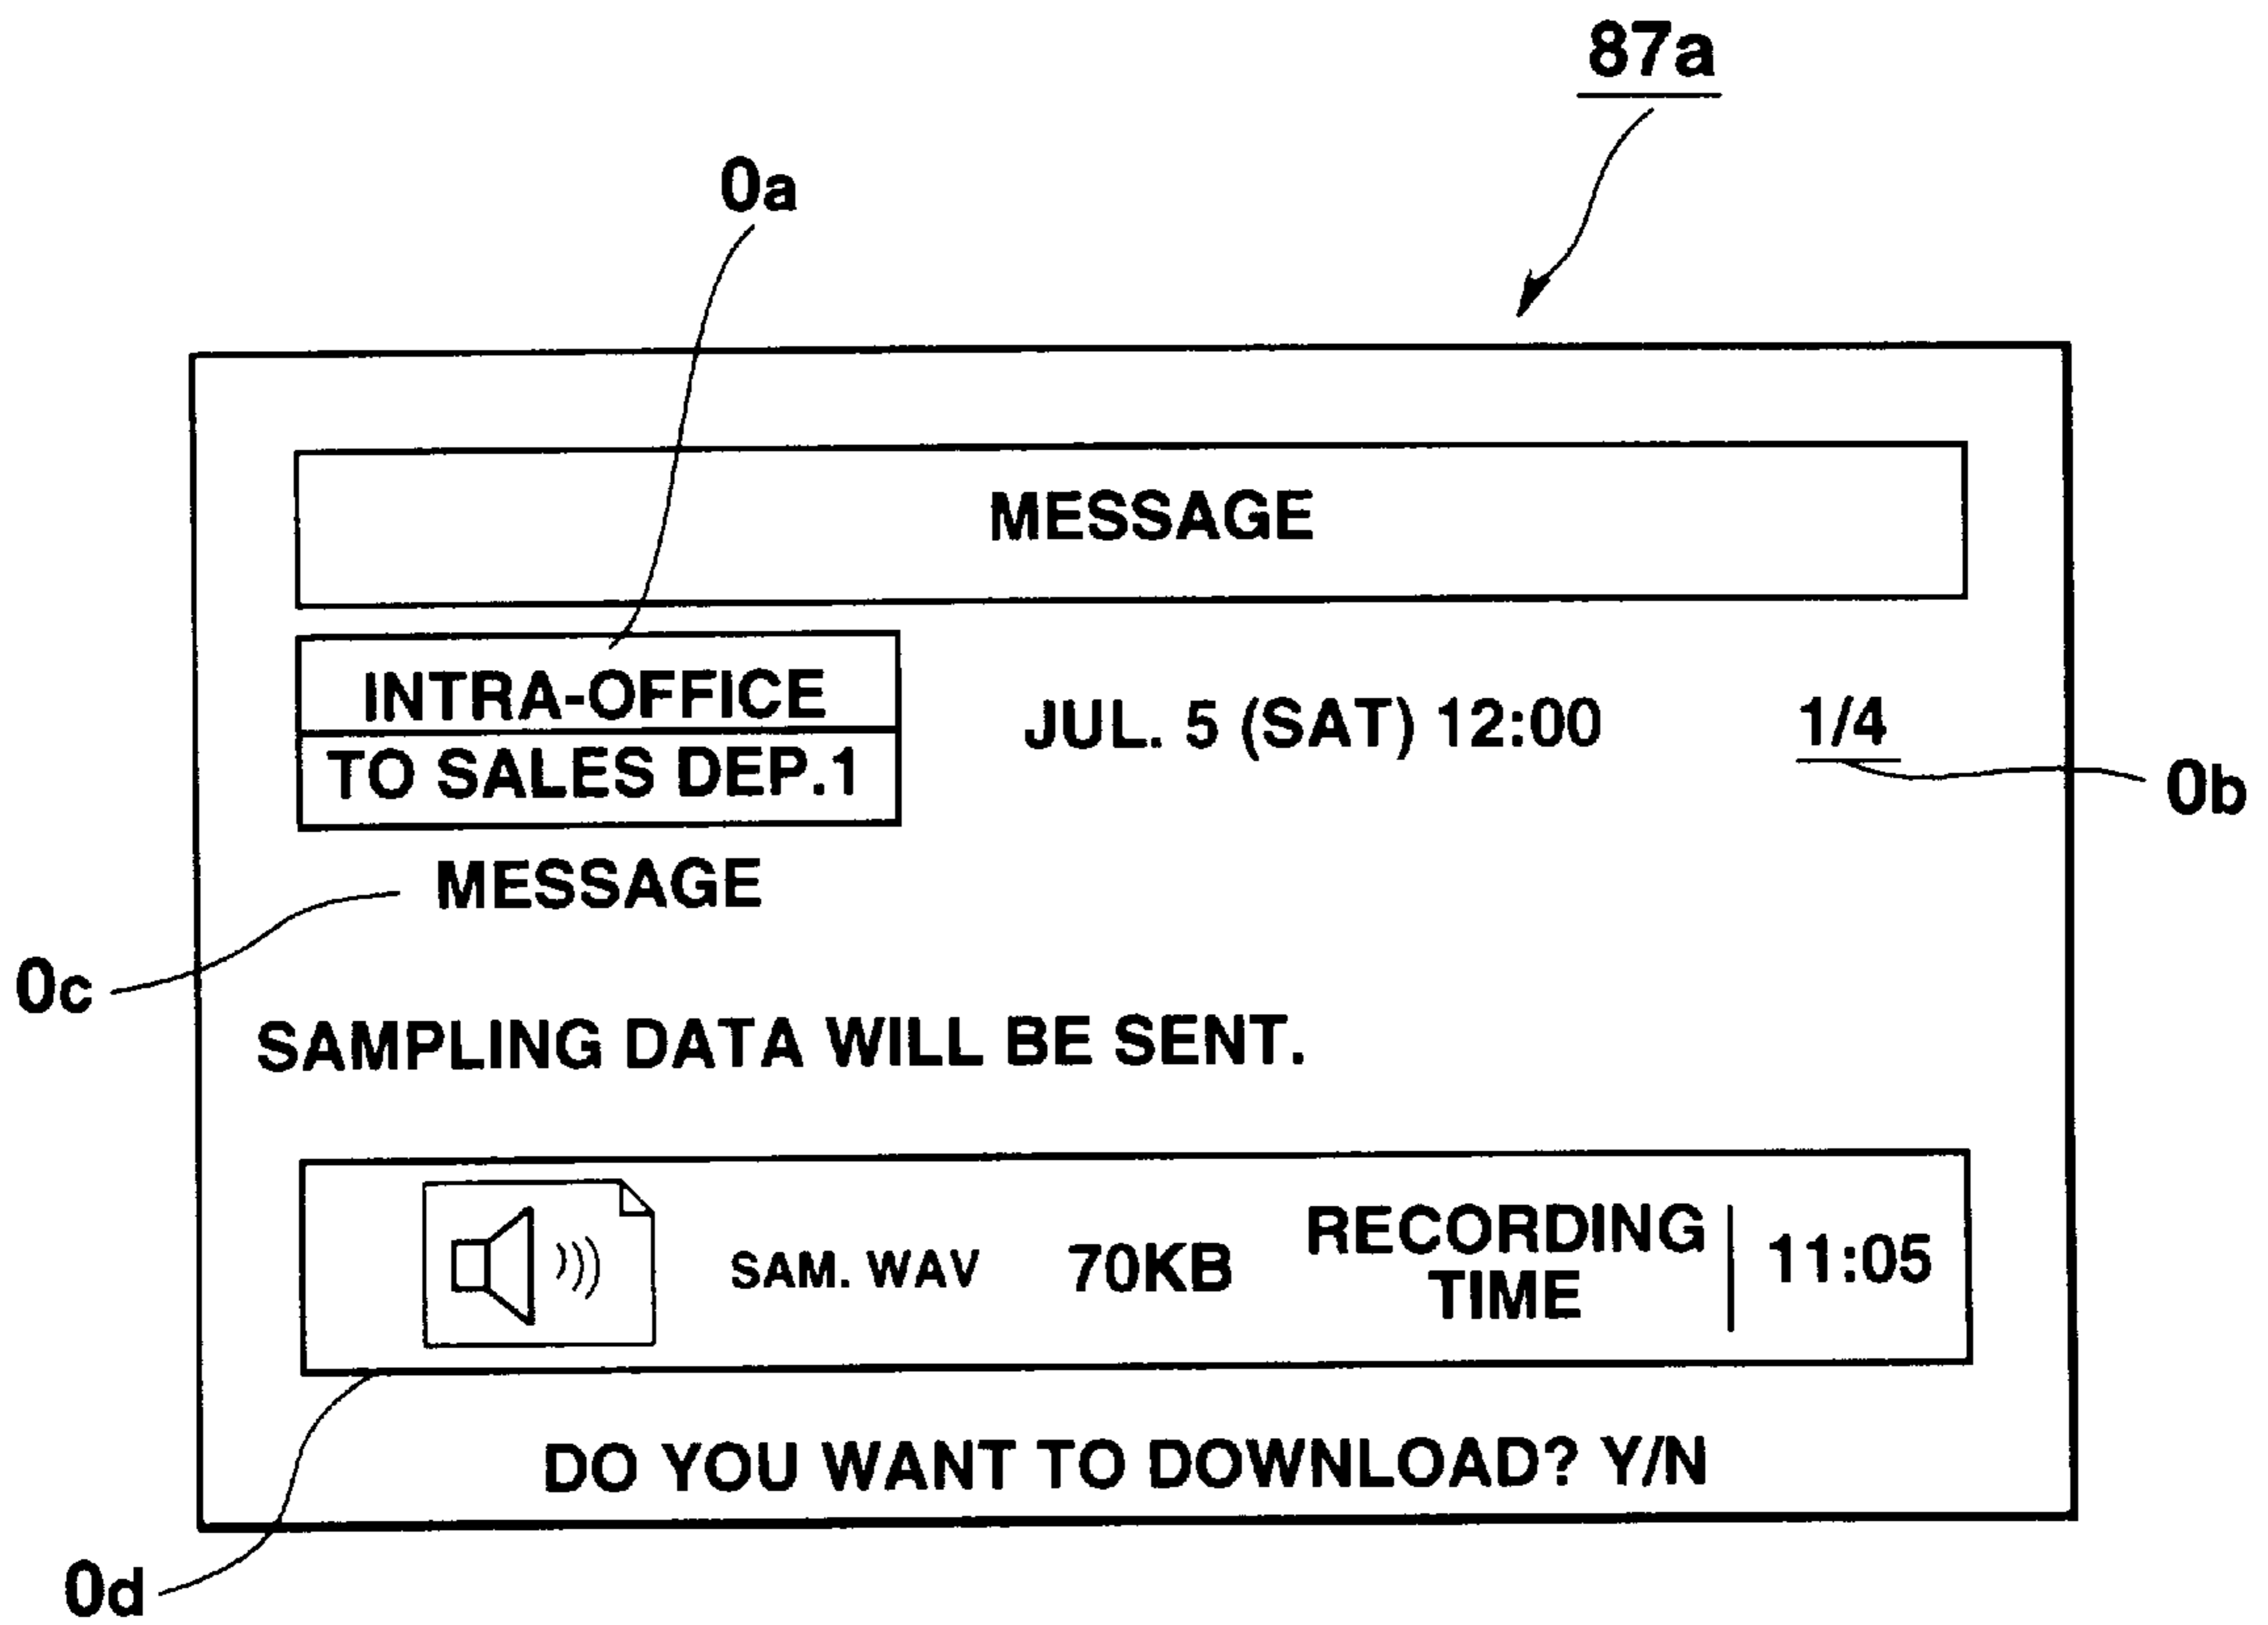 87a
0a
MESSAGE
INTRA-OFFICE
TO SALES DEP.1
JUL. 5 (SAT) 12:00
1/4
0b
MESSAGE
0c
SAMPLING DATA WILL BE SENT.
SAM. WAV
70KB
RECORDING
TIME
11:05
DO YOU WANT TO DOWNLOAD? Y/N
0d